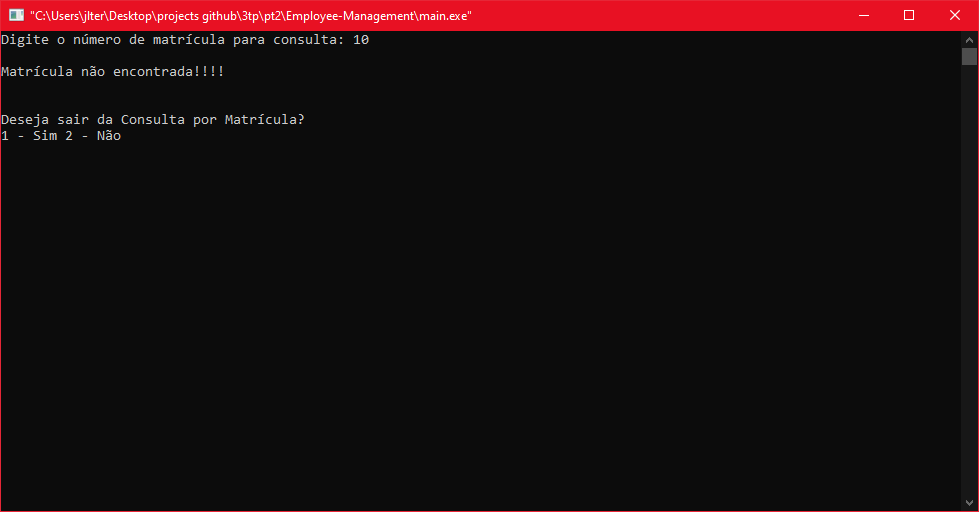 "C:\Users\jlter\Desktop\projects github\3tp\pt2\Employee-Management\main.exe"
Digite o número de matrícula para consulta: 10
Matrícula não encontrada!!!!
Deseja sair da Consulta por Matrícula?
1 - Sim 2 - Não